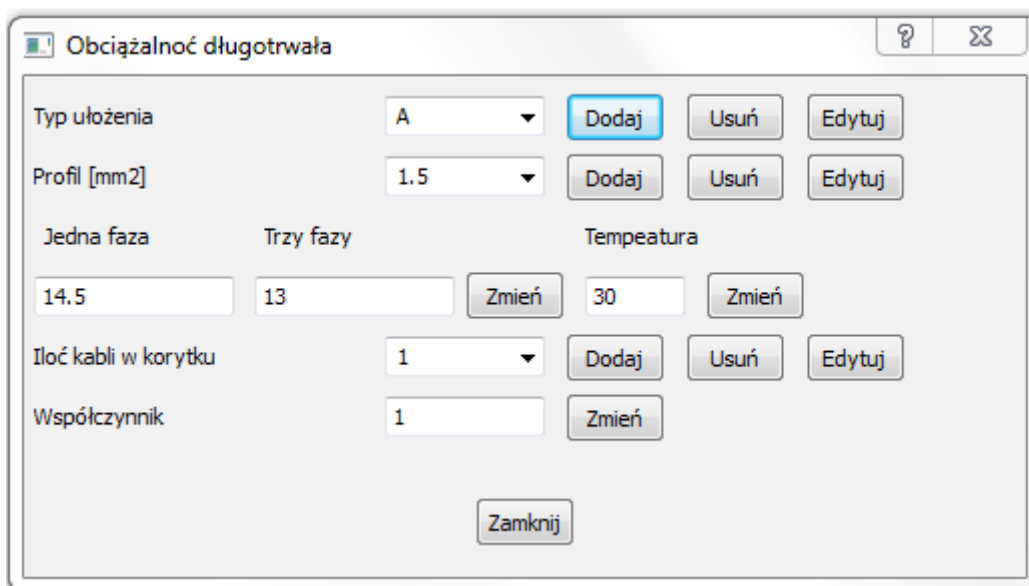 Obciążalnoć długotrwała
Typ ułożenia A Dodaj Usuń Edytuj
Profil [mm2] 1.5 Dodaj Usuń Edytuj
Jedna faza Trzy fazy Tempeatura
14.5 13 Zmień 30 Zmień
Iloć kabli w korytku 1 Dodaj Usuń Edytuj
Współczynnik 1 Zmień
Zamknij